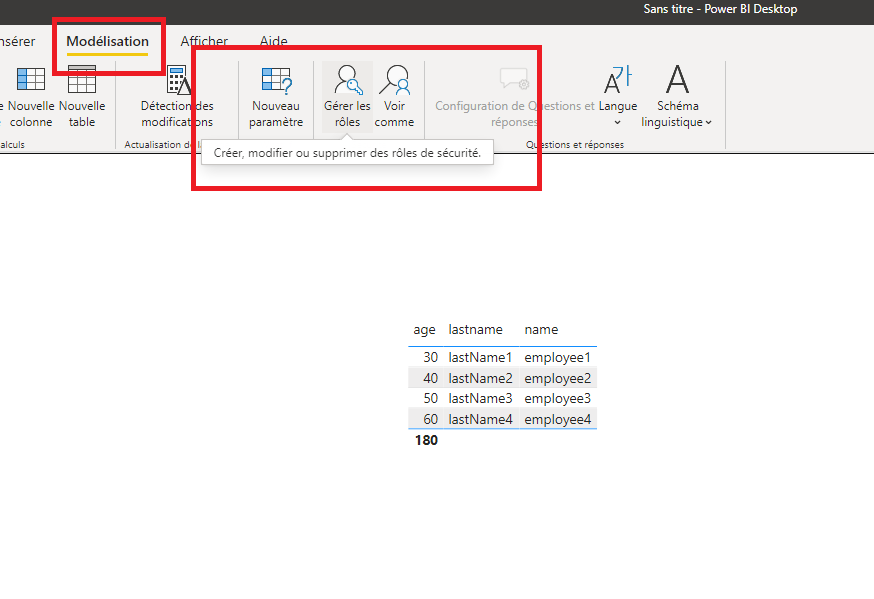 Sans titre - Power BI Desktop
nsérer Modélisation Afficher Aide
e Nouvelle colonne
Nouvelle table
Détection des modifications
Nouveau paramètre
Gérer les rôles
Voir comme
Configuration de Questions et réponses
Langue
Schéma linguistique
alculs
Actualisation de la
Questions et réponses
Créer, modifier ou supprimer des rôles de sécurité.
age lastname name
30 lastName1 employee1
40 lastName2 employee2
50 lastName3 employee3
60 lastName4 employee4
180